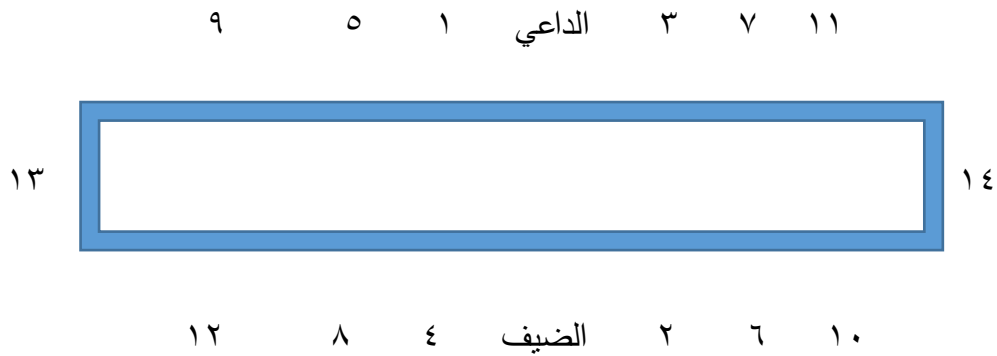 ١١ ٧ ٣ الداعي ١ ٥ ٩
١٤ ١٣
١٠ ٦ ٢ الضيف ٤ ٨ ١٢